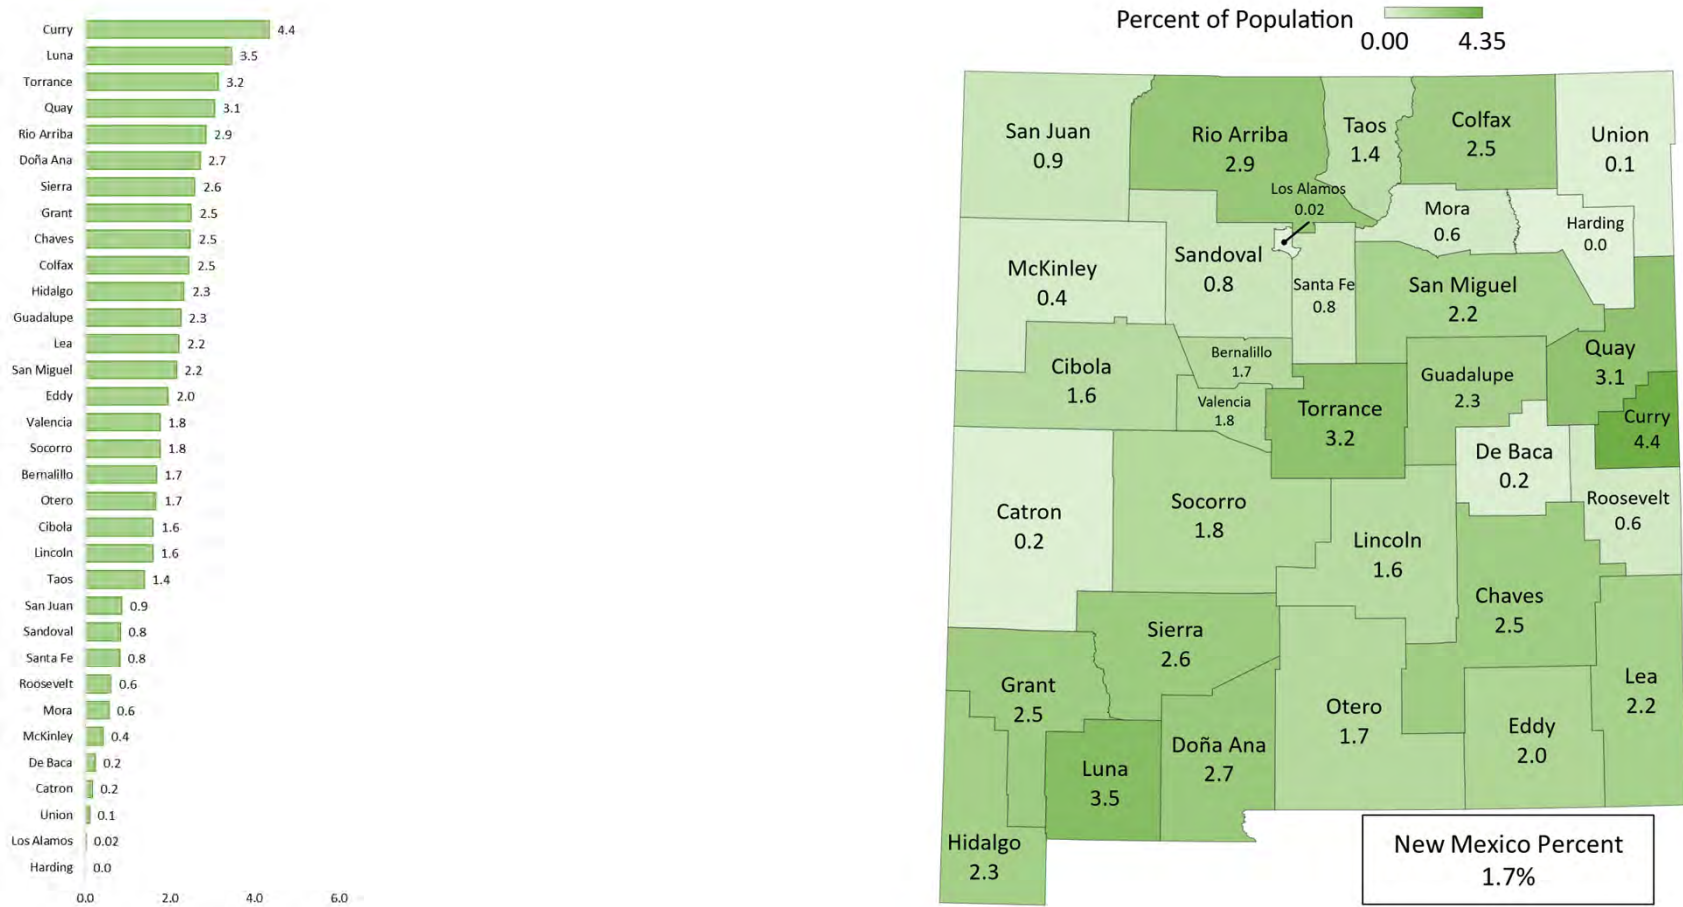 Curry 4.4
Luna 3.5
Torrance 3.2
Quay 3.1
Rio Arriba 2.9
Doña Ana 2.7
Sierra 2.6
Grant 2.5
Chaves 2.5
Colfax 2.5
Hidalgo 2.3
Guadalupe 2.3
Lea 2.2
San Miguel 2.2
Eddy 2.0
Valencia 1.8
Socorro 1.8
Bernalillo 1.7
Otero 1.7
Cibola 1.6
Lincoln 1.6
Taos 1.4
San Juan 0.9
Sandoval 0.8
Santa Fe 0.8
Roosevelt 0.6
Mora 0.6
McKinley 0.4
De Baca 0.2
Catron 0.2
Union 0.1
Los Alamos 0.02
Harding 0.0
0.0 2.0 4.0 6.0
Percent of Population
0.00 4.35
San Juan
0.9
Rio Arriba
2.9
Taos
1.4
Colfax
2.5
Union
0.1
Los Alamos
0.02
Mora
0.6
Harding
0.0
McKinley
0.4
Sandoval
0.8
Santa Fe
0.8
San Miguel
2.2
Quay
3.1
Cibola
1.6
Bernalillo
1.7
Valencia
1.8
Torrance
3.2
Guadalupe
2.3
Curry
4.4
De Baca
0.2
Roosevelt
0.6
Catron
0.2
Socorro
1.8
Lincoln
1.6
Chaves
2.5
Sierra
2.6
Grant
2.5
Lea
2.2
Otero
1.7
Eddy
2.0
Doña Ana
2.7
Luna
3.5
Hidalgo
2.3
New Mexico Percent
1.7%